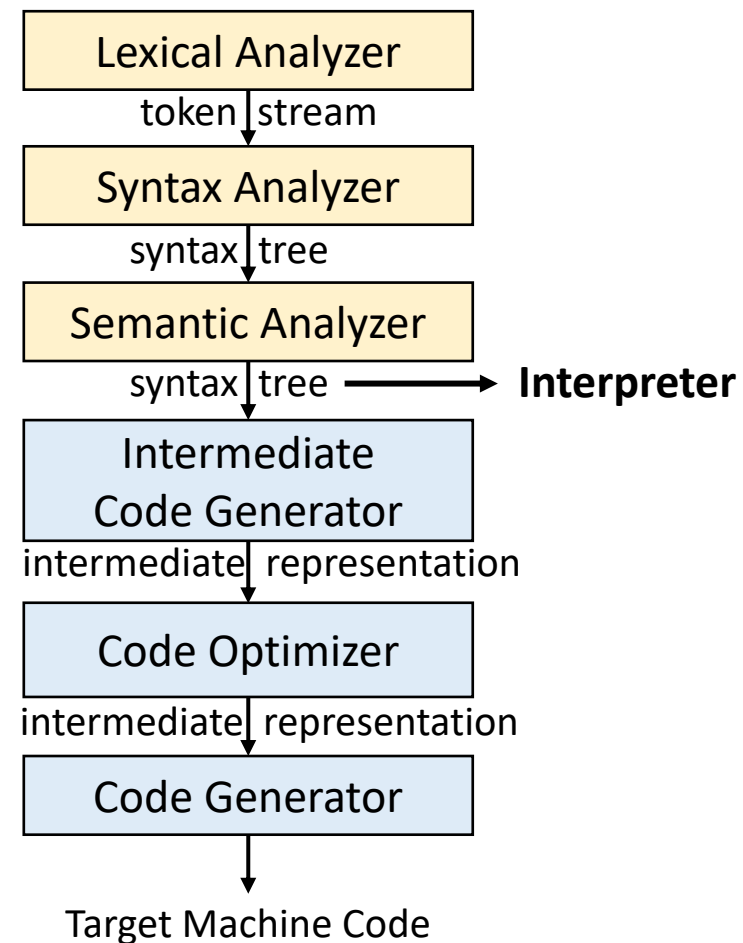 Lexical Analyzer
token stream
Syntax Analyzer
syntax tree
Semantic Analyzer
syntax tree Interpreter
Intermediate
Code Generator
intermediate representation
Code Optimizer
intermediate representation
Code Generator
Target Machine Code